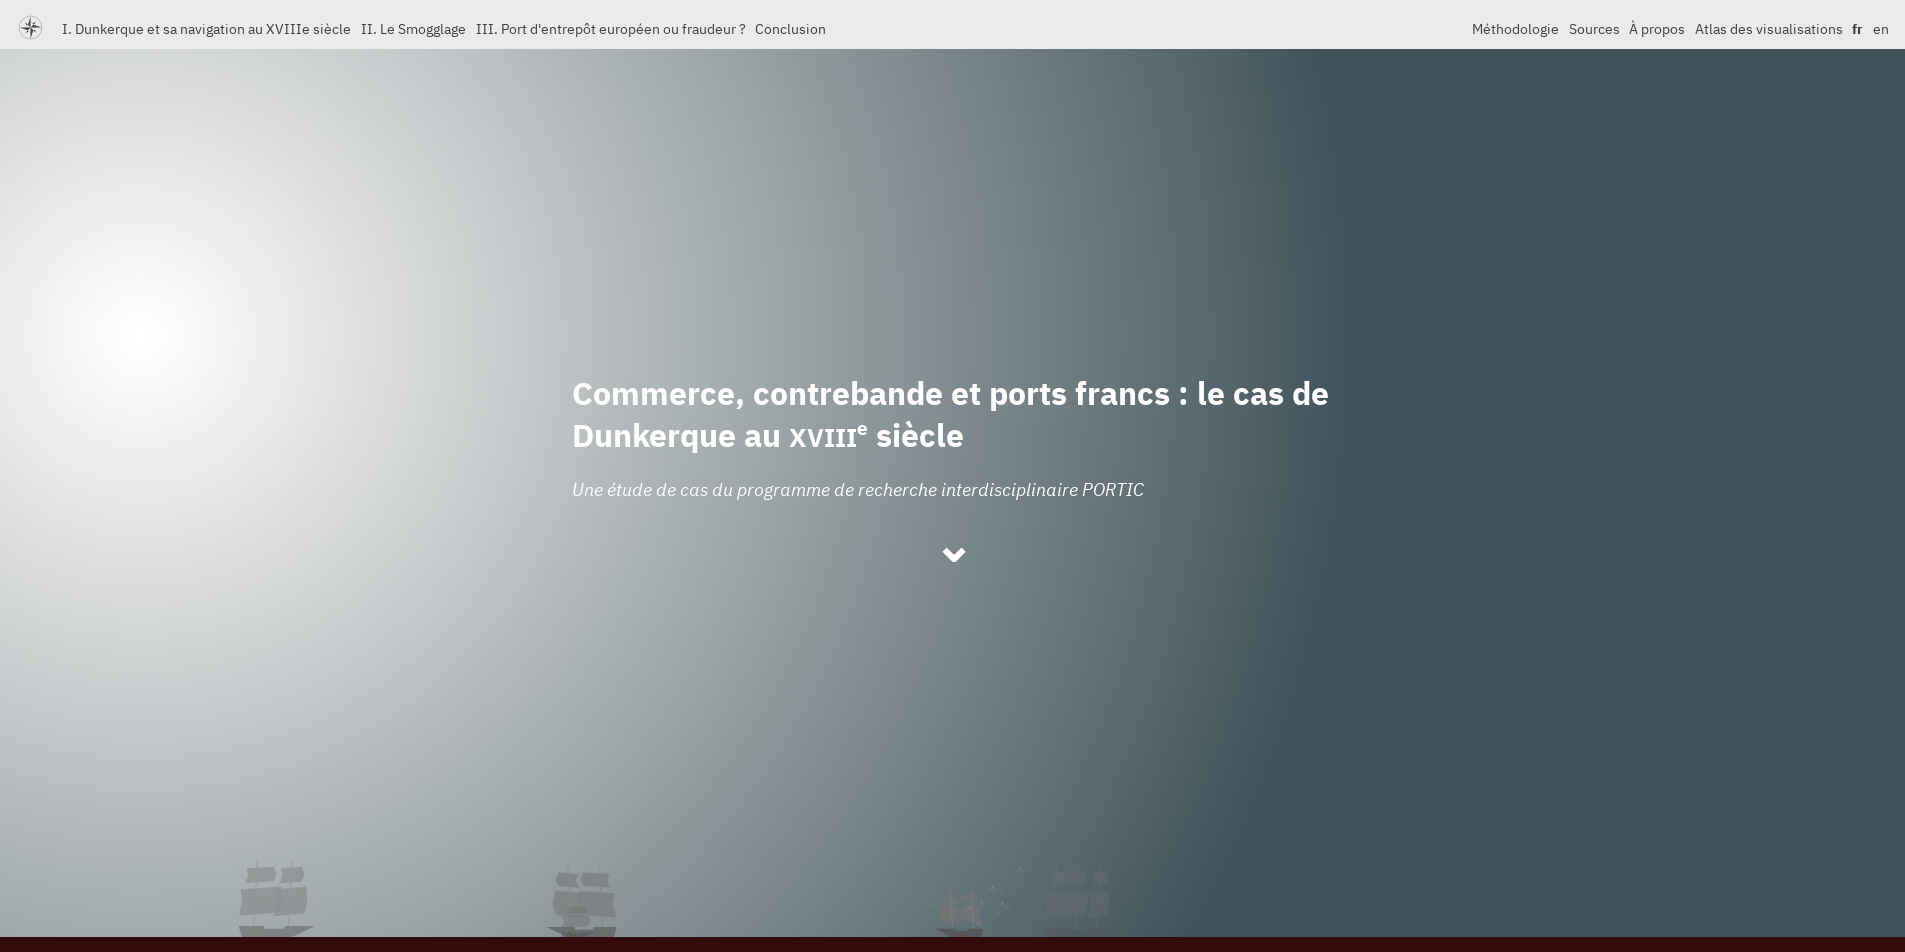 I. Dunkerque et sa navigation au XVIIIe siècle II. Le Smogglage III. Port d'entrepôt européen ou fraudeur ? Conclusion Méthodologie Sources À propos Atlas des visualisations fr en
Commerce, contrebande et ports francs : le cas de
Dunkerque au XVIIIe siècle
Une étude de cas du programme de recherche interdisciplinaire PORTIC